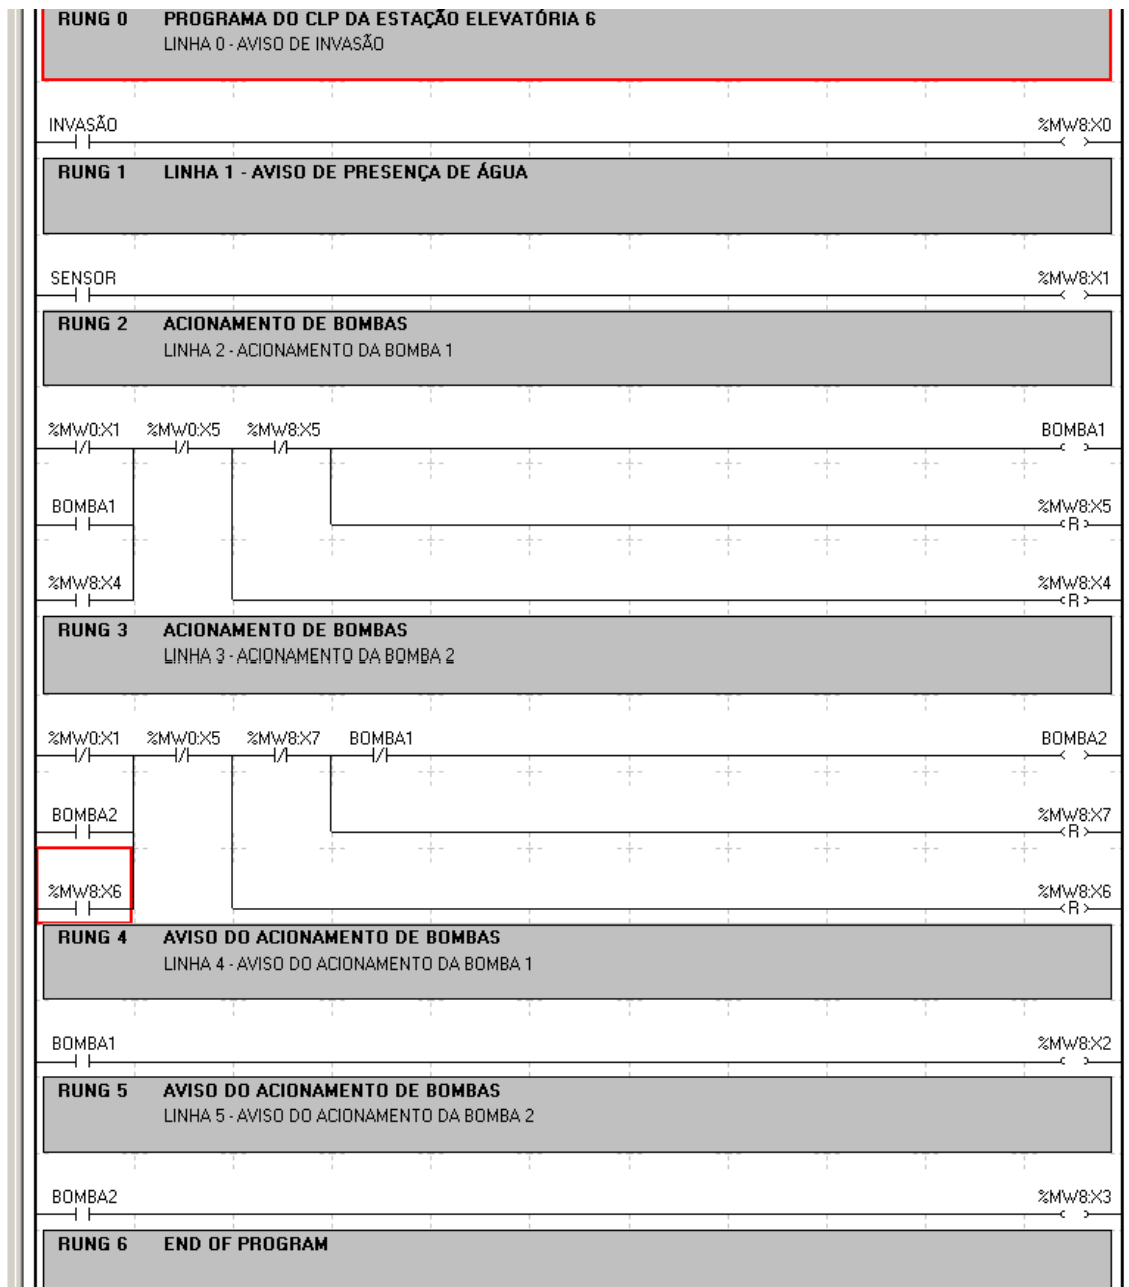 RUNG 0 PROGRAMA DO CLP DA ESTAÇÃO ELEVATÓRIA 6
LINHA 0 - AVISO DE INVASÃO
INVASÃO %MW8:X0
RUNG 1 LINHA 1 - AVISO DE PRESENÇA DE ÁGUA
SENSOR %MW8:X1
RUNG 2 ACIONAMENTO DE BOMBAS
LINHA 2 - ACIONAMENTO DA BOMBA 1
%MW0:X1 %MW0:X5 %MW8:X5 BOMBA1
BOMBA1 %MW8:X5
R
%MW8:X4 %MW8:X4
R
RUNG 3 ACIONAMENTO DE BOMBAS
LINHA 3 - ACIONAMENTO DA BOMBA 2
%MW0:X1 %MW0:X5 %MW8:X7 BOMBA1 BOMBA2
BOMBA2 %MW8:X7
R
%MW8:X6 %MW8:X6
R
RUNG 4 AVISO DO ACIONAMENTO DE BOMBAS
LINHA 4 - AVISO DO ACIONAMENTO DA BOMBA 1
BOMBA1 %MW8:X2
RUNG 5 AVISO DO ACIONAMENTO DE BOMBAS
LINHA 5 - AVISO DO ACIONAMENTO DA BOMBA 2
BOMBA2 %MW8:X3
RUNG 6 END OF PROGRAM